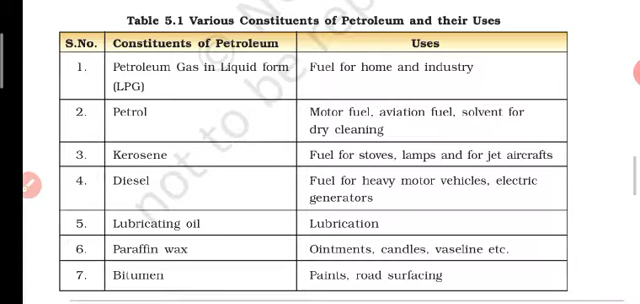 Table 5.1 Various Constituents of Petroleum and their Uses
S.No. Constituents of Petroleum Uses
1. Petroleum Gas in Liquid form Fuel for home and industry
(LPG)
2. Petrol Motor fuel, aviation fuel, solvent for
dry cleaning
3. Kerosene Fuel for stoves, lamps and for jet aircrafts
4. Diesel Fuel for heavy motor vehicles, electric
generators
5. Lubricating oil Lubrication
6. Paraffin wax Ointments, candles, vaseline etc.
7. Bitumen Paints, road surfacing
not to be